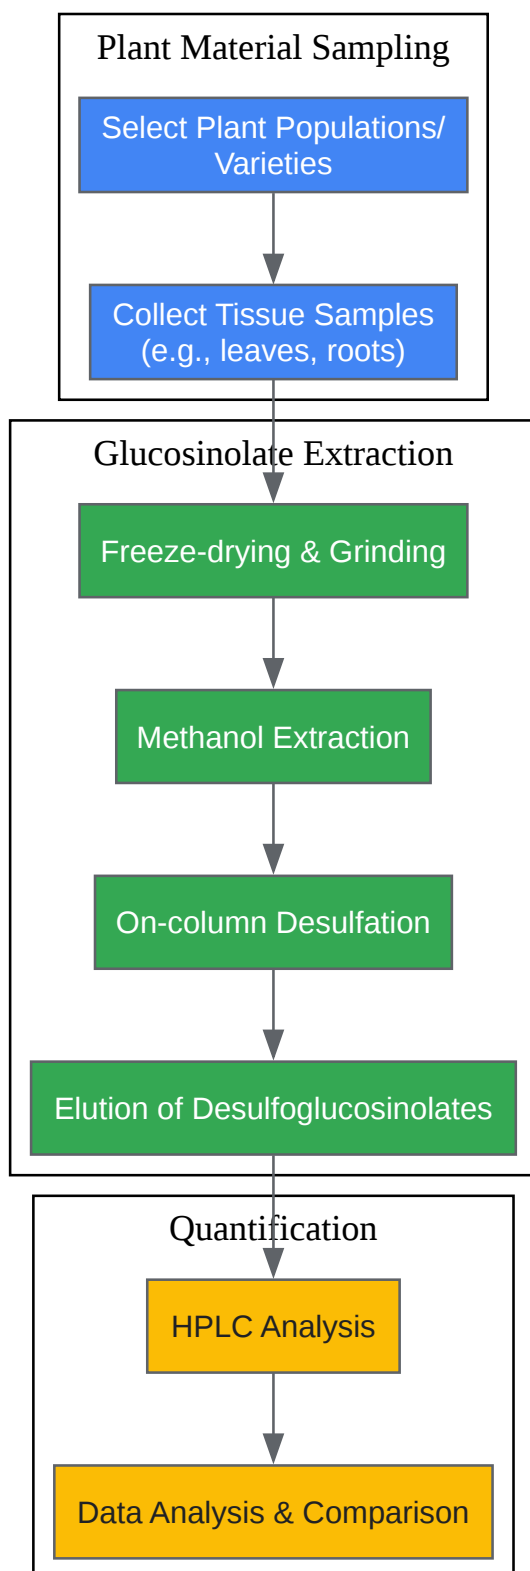 Plant Material Sampling
Select Plant Populations/
Varieties
Collect Tissue Samples
(e.g., leaves, roots)
Glucosinolate Extraction
Freeze-drying & Grinding
Methanol Extraction
On-column Desulfation
Elution of Desulfoglucosinolates
Quantification
HPLC Analysis
Data Analysis & Comparison